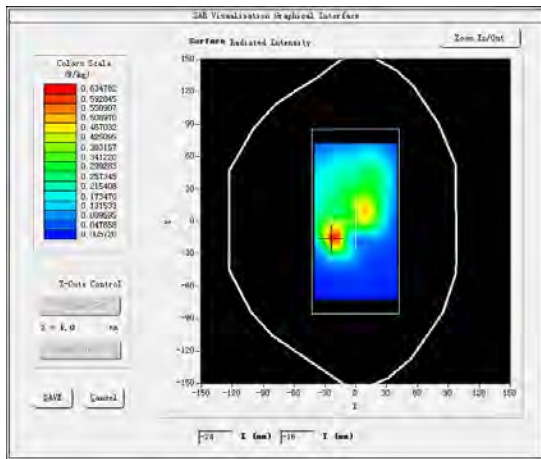 SAR Visualisation Graphical Interface
Surface Radiated Intensity
Zoom In/Out
Colors Scale
(W/kg)
0.634782
0.592845
0.550907
0.508970
0.467032
0.425095
0.383157
0.341220
0.299283
0.257345
0.215408
0.173470
0.131533
0.089595
0.047658
0.005720
150
120
90
60
30
0
-30
-60
-90
-120
-150
Y
-150 -120 -90 -60 -30 0 30 60 90 120 150
X
Z-Cuts Control
mm
SAVE Cancel
-24 X (mm) -16 Y (mm)